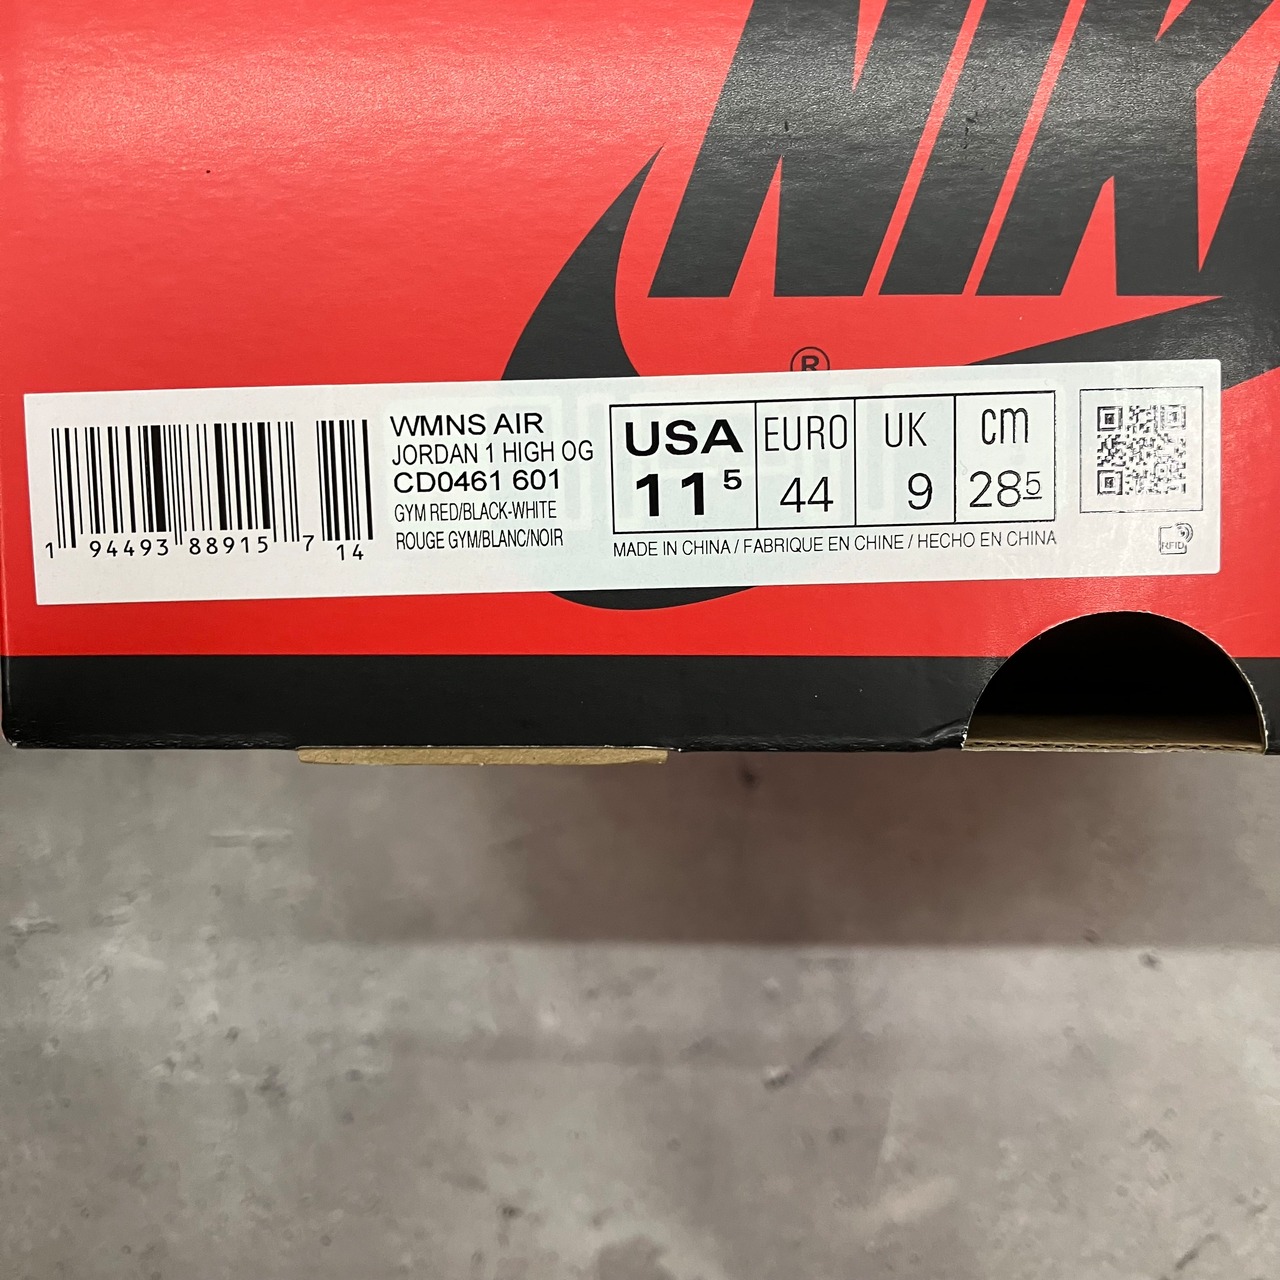 NIK
®
WMNS AIR
JORDAN 1 HIGH OG
CD0461 601
GYM RED/BLACK-WHITE
ROUGE GYM/BLANC/NOIR
1 94493 88915 7 14
USA EURO UK cm
11⁵ 44 9 28⁵
MADE IN CHINA / FABRIQUE EN CHINE / HECHO EN CHINA
RFID